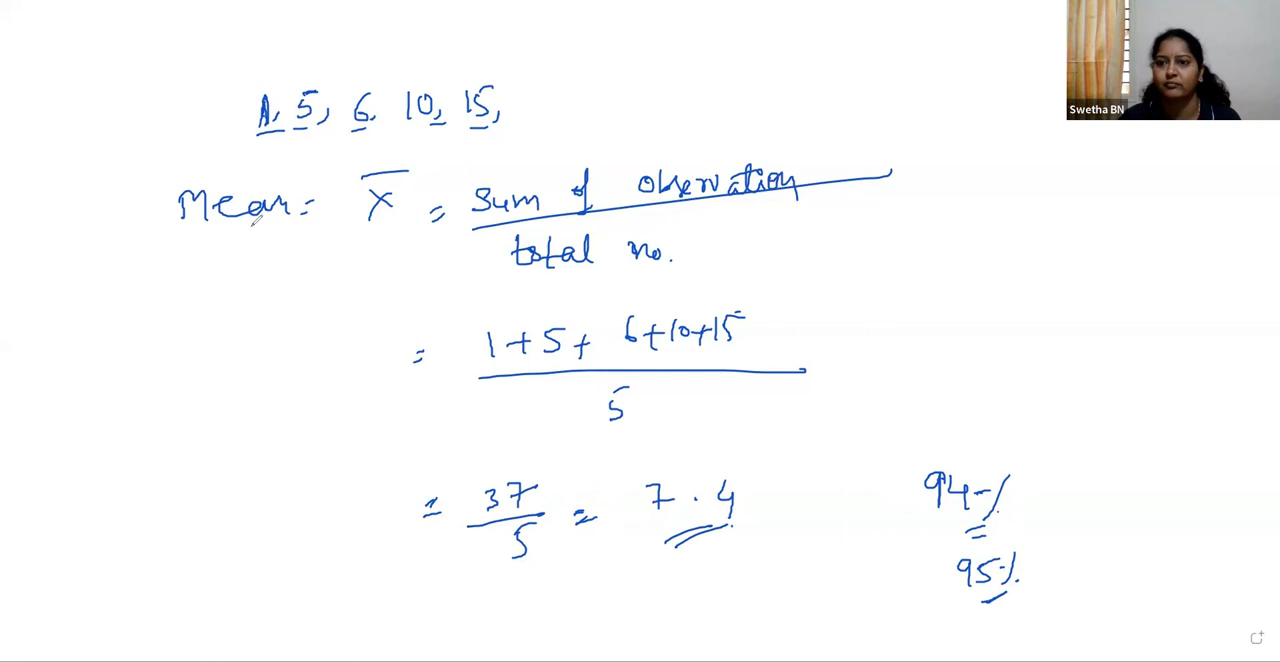 1, 5, 6, 10, 15,
Swetha BN
Mean = X̅ = Sum of observation / total no.
= 1+5+ 6+10+15 / 5
= 37 / 5 = 7.4
94%
95%